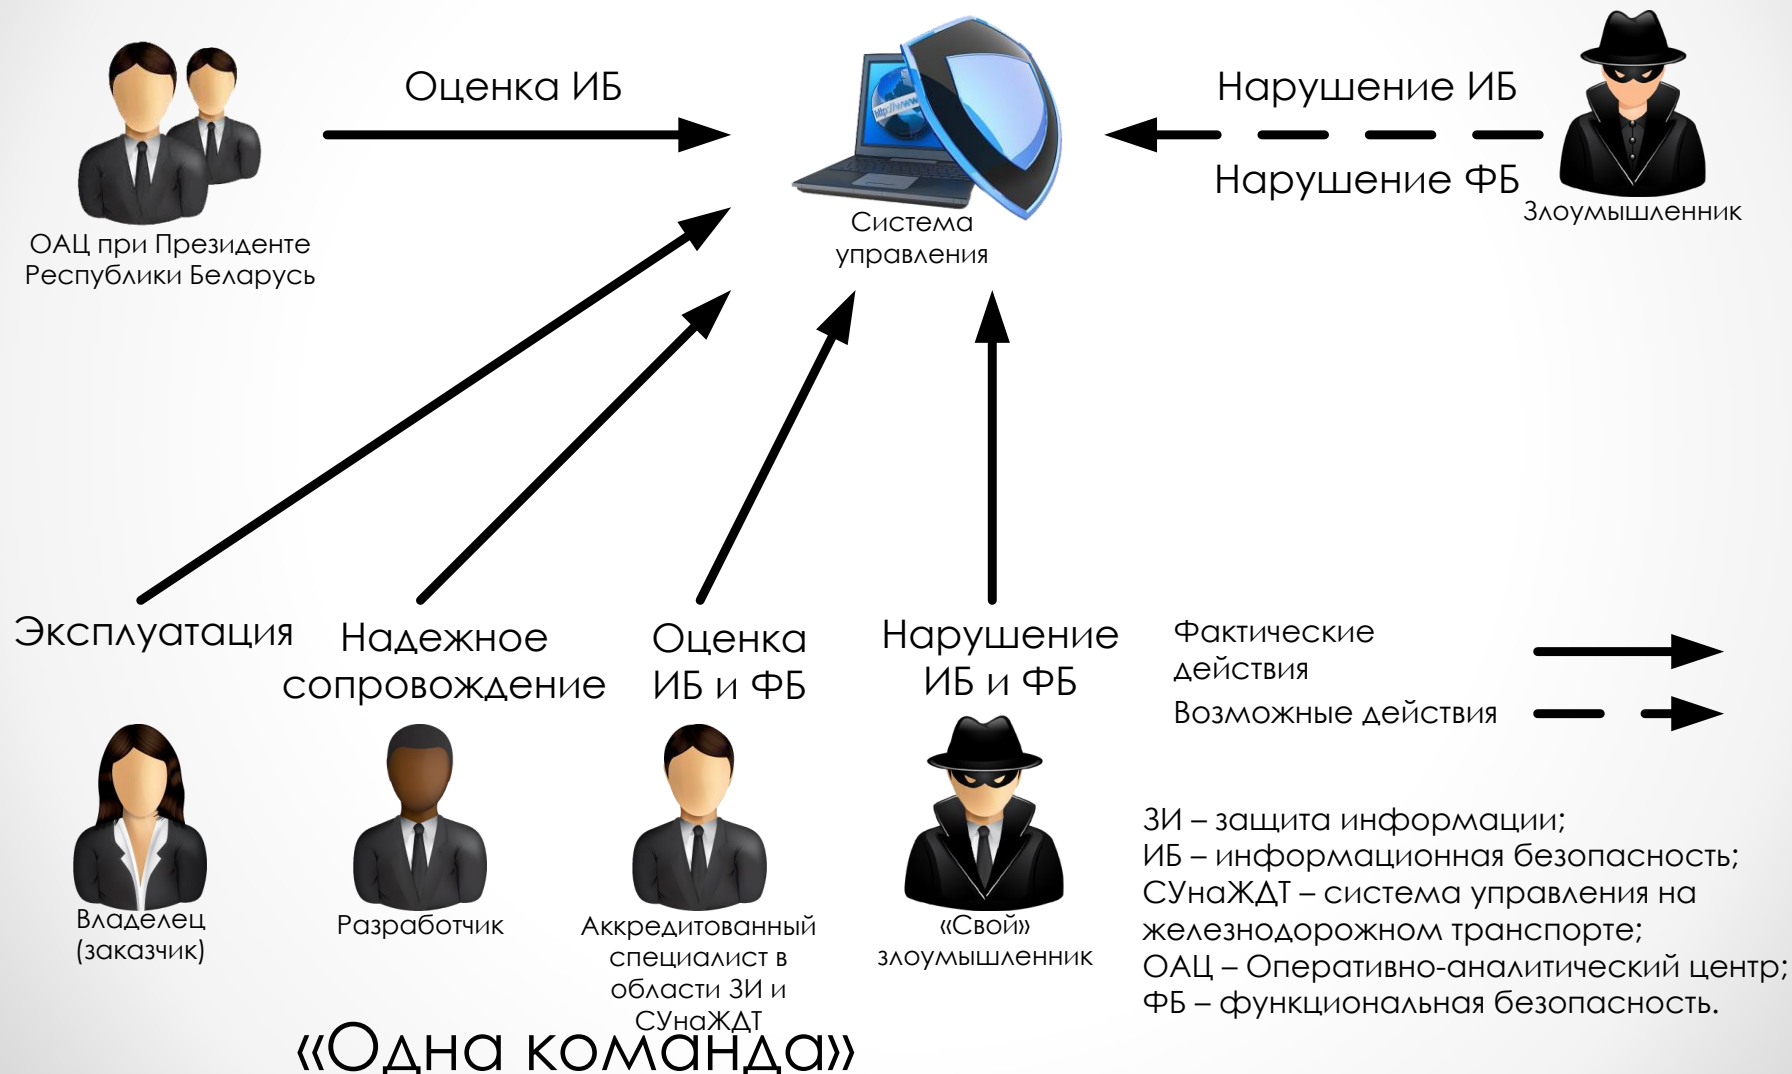 Оценка ИБ
Нарушение ИБ
Нарушение ФБ
http://www
ОАЦ при Президенте
Республики Беларусь
Система
управления
Злоумышленник
Эксплуатация
Надежное
сопровождение
Оценка
ИБ и ФБ
Нарушение
ИБ и ФБ
Фактические
действия
Возможные действия
Владелец
(заказчик)
Разработчик
Аккредитованный
специалист в
области ЗИ и
СУнаЖДТ
«Свой»
злоумышленник
«Одна команда»
ЗИ – защита информации;
ИБ – информационная безопасность;
СУнаЖДТ – система управления на
железнодорожном транспорте;
ОАЦ – Оперативно-аналитический центр;
ФБ – функциональная безопасность.